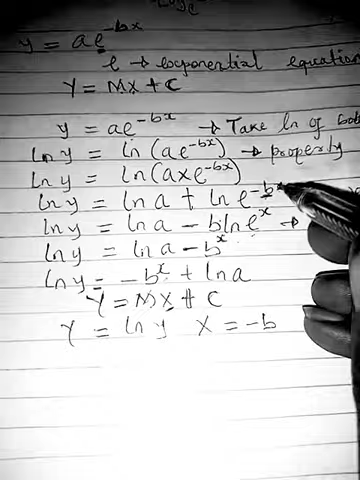 y = ae^-bx
e → exponential equation
Y = MX + C
y = ae^-bx → Take ln of
ln y = ln (ae^-bx) → property
ln y = ln (a x e^-bx)
ln y = ln a + ln e^-bx
ln y = ln a - b ln e^x →
ln y = ln a - b^x
ln y = - b^x + ln a
Y = MX + C
Y = ln y X = -b